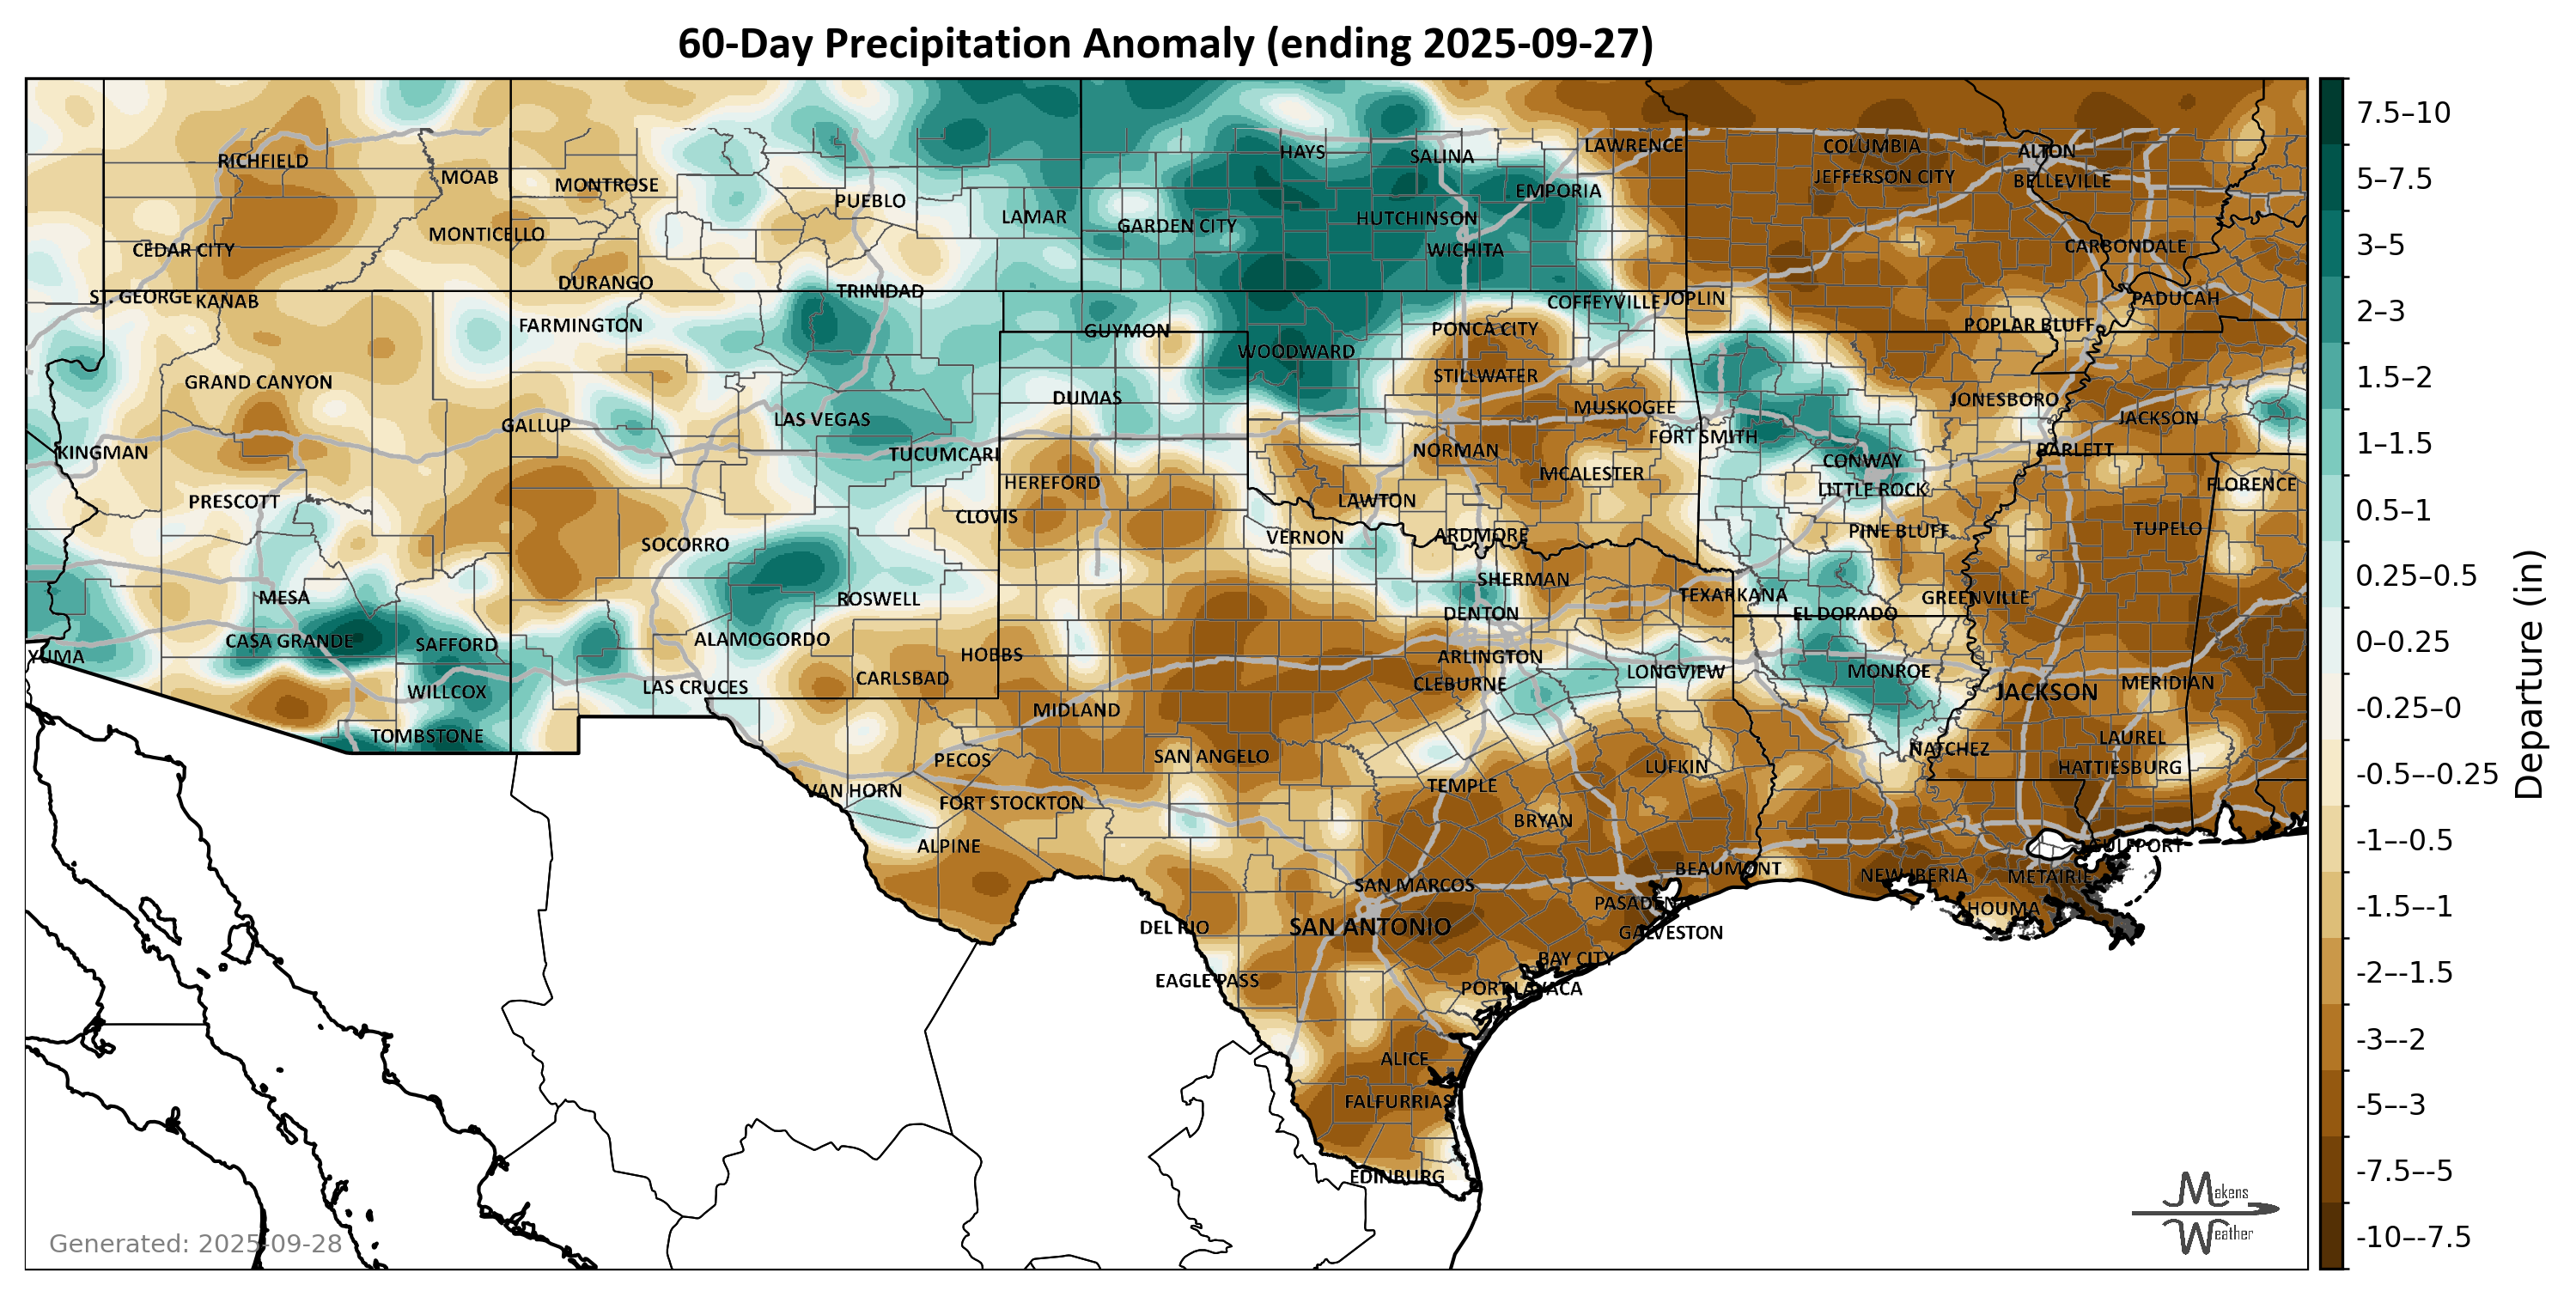 60-Day Precipitation Anomaly (ending 2025-09-27)
HAYS
SALINA
LAWRENCE
COLUMBIA
ALTON
RICHFIELD
MOAB
MONTROSE
EMPORIA
JEFFERSON CITY
BELLEVILLE
PUEBLO
LAMAR
GARDEN CITY
HUTCHINSON
CEDAR CITY
MONTICELLO
WICHITA
CARBONDALE
DURANGO
TRINIDAD
ST. GEORGE
KANAB
COFFEYVILLE
JOPLIN
PADUCAH
FARMINGTON
GUYMON
PONCA CITY
POPLAR BLUFF
WOODWARD
GRAND CANYON
STILLWATER
DUMAS
MUSKOGEE
JONESBORO
GALLUP
LAS VEGAS
JACKSON
FORT SMITH
KINGMAN
TUCUMCARI
NORMAN
CONWAY
BARLETT
HEREFORD
MCALESTER
LITTLE ROCK
FLORENCE
PRESCOTT
LAWTON
CLOVIS
PINE BLUFF
TUPELO
SOCORRO
VERNON
ARDMORE
SHERMAN
MESA
ROSWELL
TEXARKANA
GREENVILLE
DENTON
EL DORADO
CASA GRANDE
SAFFORD
ALAMOGORDO
YUMA
HOBBS
ARLINGTON
LONGVIEW
MONROE
WILLCOX
LAS CRUCES
CARLSBAD
CLEBURNE
JACKSON
MERIDIAN
MIDLAND
TOMBSTONE
LAUREL
PECOS
SAN ANGELO
NATCHEZ
LUFKIN
HATTIESBURG
VAN HORN
TEMPLE
FORT STOCKTON
BRYAN
ALPINE
GULFPORT
BEAUMONT
SAN MARCOS
NEW IBERIA
METAIRIE
PASADENA
HOUMA
DEL RIO
SAN ANTONIO
GALVESTON
BAY CITY
EAGLE PASS
PORT LAVACA
ALICE
FALFURRIAS
EDINBURG
Generated: 2025-09-28
Makens
Weather
7.5–10
5–7.5
3–5
2–3
1.5–2
1–1.5
0.5–1
0.25–0.5
0–0.25
-0.25–0
-0.5–-0.25
-1–-0.5
-1.5–-1
-2–-1.5
-3–-2
-5–-3
-7.5–-5
-10–-7.5
Departure (in)